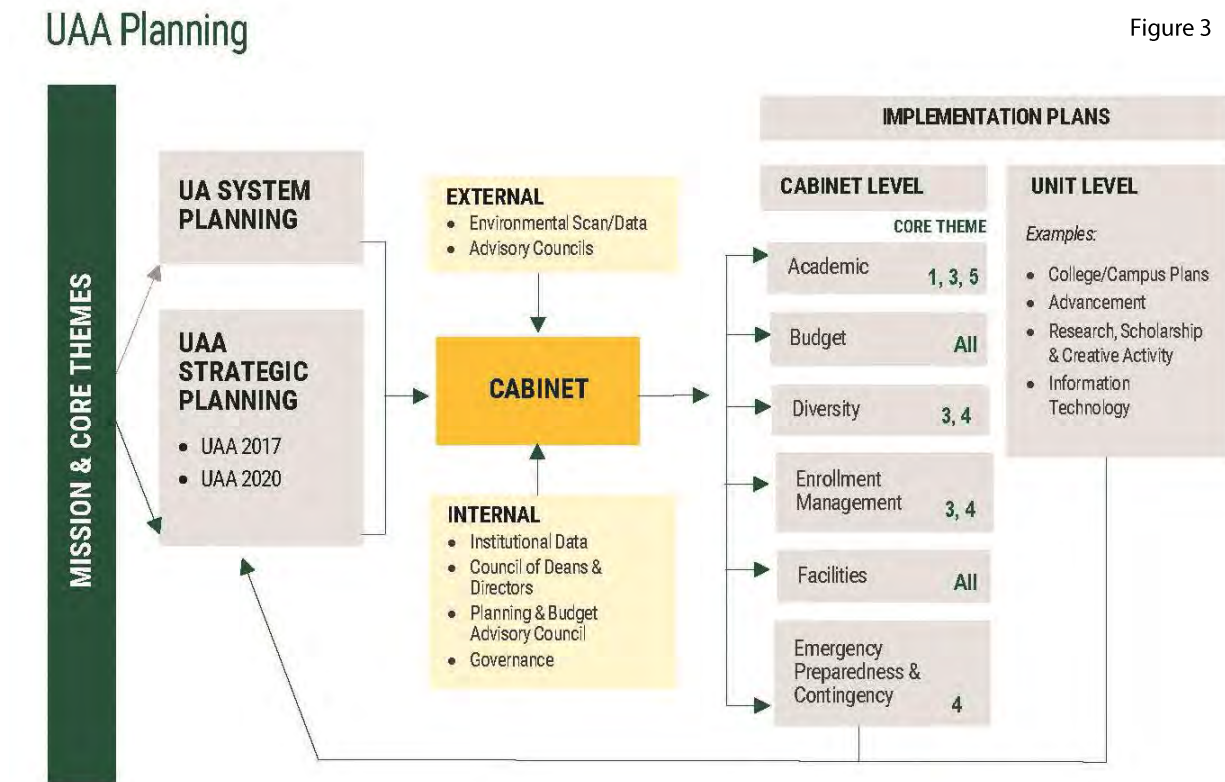 UAA Planning
Figure 3
MISSION & CORE THEMES
UA SYSTEM
PLANNING
UAA
STRATEGIC
PLANNING
• UAA 2017
• UAA 2020
EXTERNAL
• Environmental Scan/Data
• Advisory Councils
CABINET
INTERNAL
• Institutional Data
• Council of Deans &
Directors
• Planning & Budget
Advisory Council
• Governance
IMPLEMENTATION PLANS
CABINET LEVEL
CORE THEME
Academic 1, 3, 5
Budget All
Diversity 3, 4
Enrollment
Management 3, 4
Facilities All
Emergency
Preparedness &
Contingency 4
UNIT LEVEL
Examples:
• College/Campus Plans
• Advancement
• Research, Scholarship
& Creative Activity
• Information
Technology